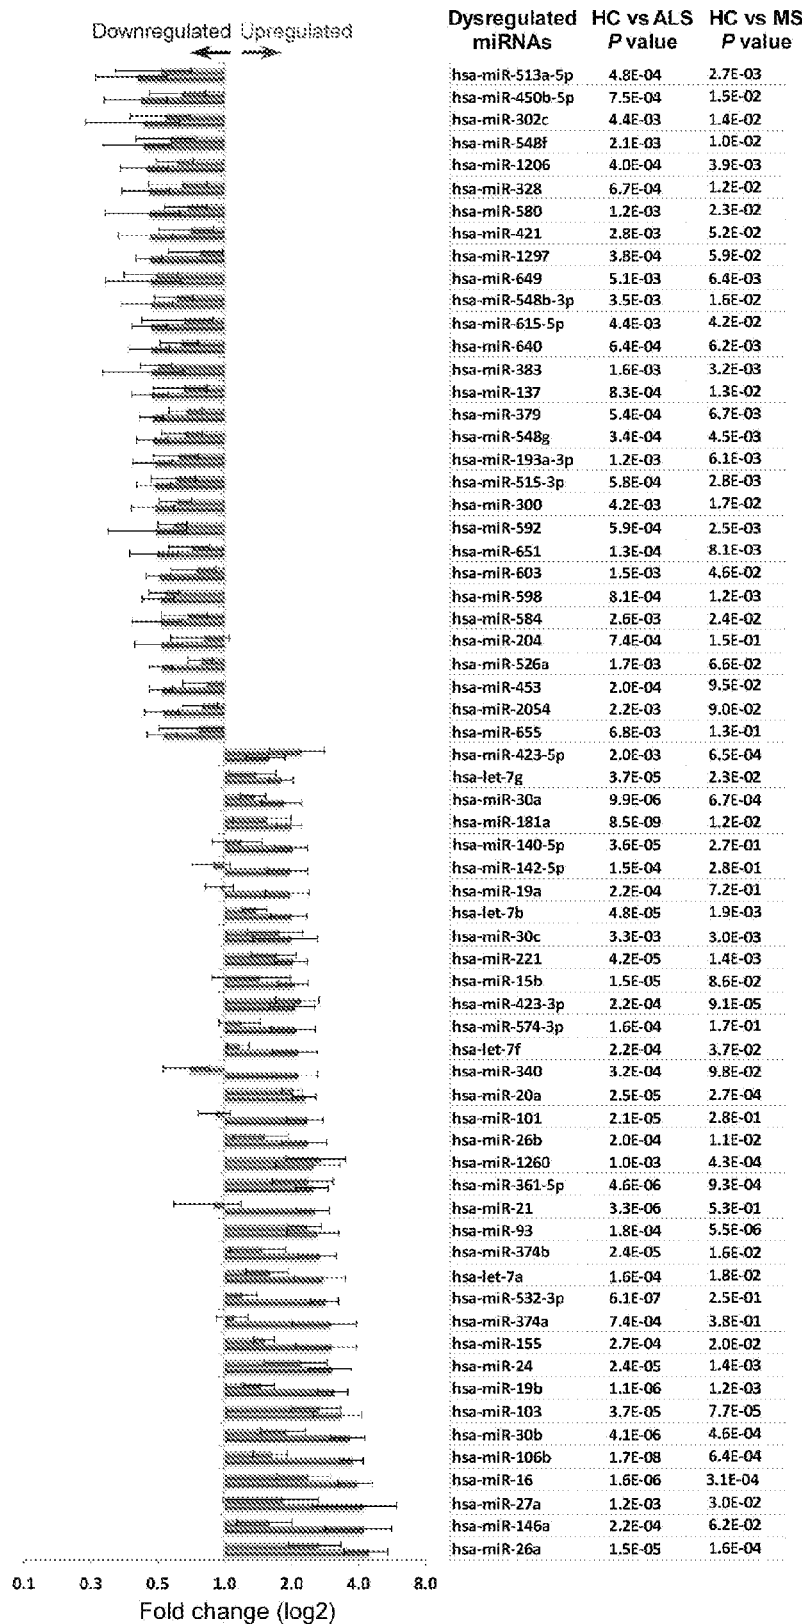 Downregulated Upregulated
Dysregulated miRNAs HC vs ALS P value HC vs MS P value
hsa-miR-513a-5p 4.8E-04 2.7E-03
hsa-miR-450b-5p 7.5E-04 1.5E-02
hsa-miR-302c 4.4E-03 1.4E-02
hsa-miR-548f 2.1E-03 1.0E-02
hsa-miR-1206 4.0E-04 3.9E-03
hsa-miR-328 6.7E-04 1.2E-02
hsa-miR-580 1.2E-03 2.3E-02
hsa-miR-421 2.8E-03 5.2E-02
hsa-miR-1297 3.8E-04 5.9E-02
hsa-miR-649 5.1E-03 6.4E-03
hsa-miR-548b-3p 3.5E-03 1.6E-02
hsa-miR-615-5p 4.4E-03 4.2E-02
hsa-miR-640 6.4E-04 6.2E-03
hsa-miR-383 1.6E-03 3.2E-03
hsa-miR-137 8.3E-04 1.3E-02
hsa-miR-379 5.4E-04 6.7E-03
hsa-miR-548g 3.4E-04 4.5E-03
hsa-miR-193a-3p 1.2E-03 6.1E-03
hsa-miR-515-3p 5.8E-04 2.8E-03
hsa-miR-300 4.2E-03 1.7E-02
hsa-miR-592 5.9E-04 2.5E-03
hsa-miR-651 1.3E-04 8.1E-03
hsa-miR-603 1.5E-03 4.6E-02
hsa-miR-598 8.1E-04 1.2E-03
hsa-miR-584 2.6E-03 2.4E-02
hsa-miR-204 7.4E-04 1.5E-01
hsa-miR-526a 1.7E-03 6.6E-02
hsa-miR-453 2.0E-04 9.5E-02
hsa-miR-2054 2.2E-03 9.0E-02
hsa-miR-655 6.8E-03 1.3E-01
hsa-miR-423-5p 2.0E-03 6.5E-04
hsa-let-7g 3.7E-05 2.3E-02
hsa-miR-30a 9.9E-06 6.7E-04
hsa-miR-181a 8.5E-09 1.2E-02
hsa-miR-140-5p 3.6E-05 2.7E-01
hsa-miR-142-5p 1.5E-04 2.8E-01
hsa-miR-19a 2.2E-04 7.2E-01
hsa-let-7b 4.8E-05 1.9E-03
hsa-miR-30c 3.3E-03 3.0E-03
hsa-miR-221 4.2E-05 1.4E-03
hsa-miR-15b 1.5E-05 8.6E-02
hsa-miR-423-3p 2.2E-04 9.1E-05
hsa-miR-574-3p 1.6E-04 1.7E-01
hsa-let-7f 2.2E-04 3.7E-02
hsa-miR-340 3.2E-04 9.8E-02
hsa-miR-20a 2.5E-05 2.7E-04
hsa-miR-101 2.1E-05 2.8E-01
hsa-miR-26b 2.0E-04 1.1E-02
hsa-miR-1260 1.0E-03 4.3E-04
hsa-miR-361-5p 4.6E-06 9.3E-04
hsa-miR-21 3.3E-06 5.3E-01
hsa-miR-93 1.8E-04 5.5E-06
hsa-miR-374b 2.4E-05 1.6E-02
hsa-let-7a 1.6E-04 1.8E-02
hsa-miR-532-3p 6.1E-07 2.5E-01
hsa-miR-374a 7.4E-04 3.8E-01
hsa-miR-155 2.7E-04 2.0E-02
hsa-miR-24 2.4E-05 1.4E-03
hsa-miR-19b 1.1E-06 1.2E-03
hsa-miR-103 3.7E-05 7.7E-05
hsa-miR-30b 4.1E-06 4.6E-04
hsa-miR-106b 1.7E-08 6.4E-04
hsa-miR-16 1.6E-06 3.1E-04
hsa-miR-27a 1.2E-03 3.0E-02
hsa-miR-146a 2.2E-04 6.2E-02
hsa-miR-26a 1.5E-05 1.6E-04
0.1 0.3 0.5 1.0 2.0 4.0 8.0
Fold change (log2)